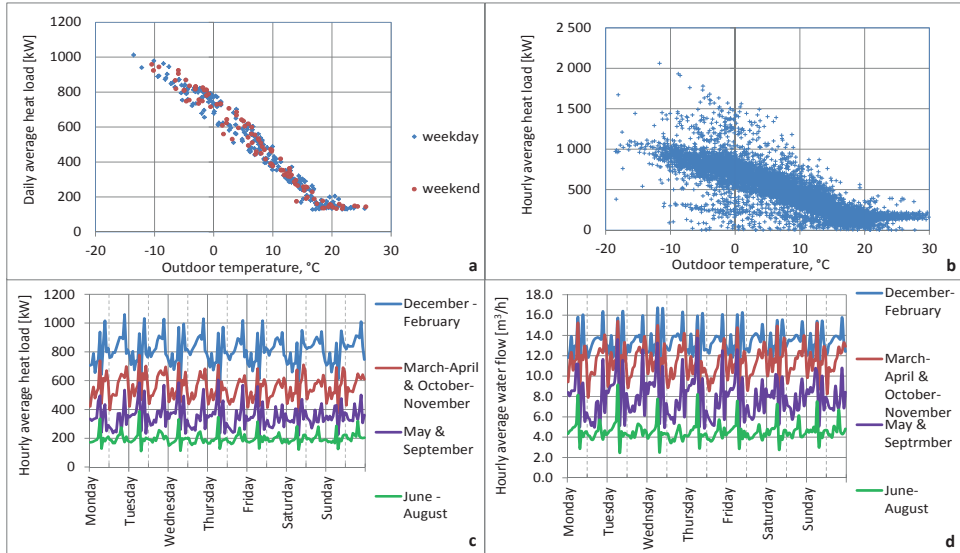 Daily average heat load [kW]
1200
1000
800
600
400
200
0
-20
-10
0
10
20
30
Outdoor temperature, °C
weekday
weekend
a
Hourly average heat load [kW]
2 500
2 000
1 500
1 000
500
0
-20
-10
0
10
20
30
Outdoor temperature, °C
b
Hourly average heat load [kW]
1200
1000
800
600
400
200
0
Monday
Tuesday
Wednesday
Thursday
Friday
Saturday
Sunday
December -
February
March-April
& October-
November
May &
September
June -
August
c
Hourly average water flow [m³/h]
18.0
16.0
14.0
12.0
10.0
8.0
6.0
4.0
2.0
0.0
Monday
Tuesday
Wednesday
Thursday
Friday
Saturday
Sunday
December-
February
March-
April &
October-
November
May &
Septrmber
June-
August
d